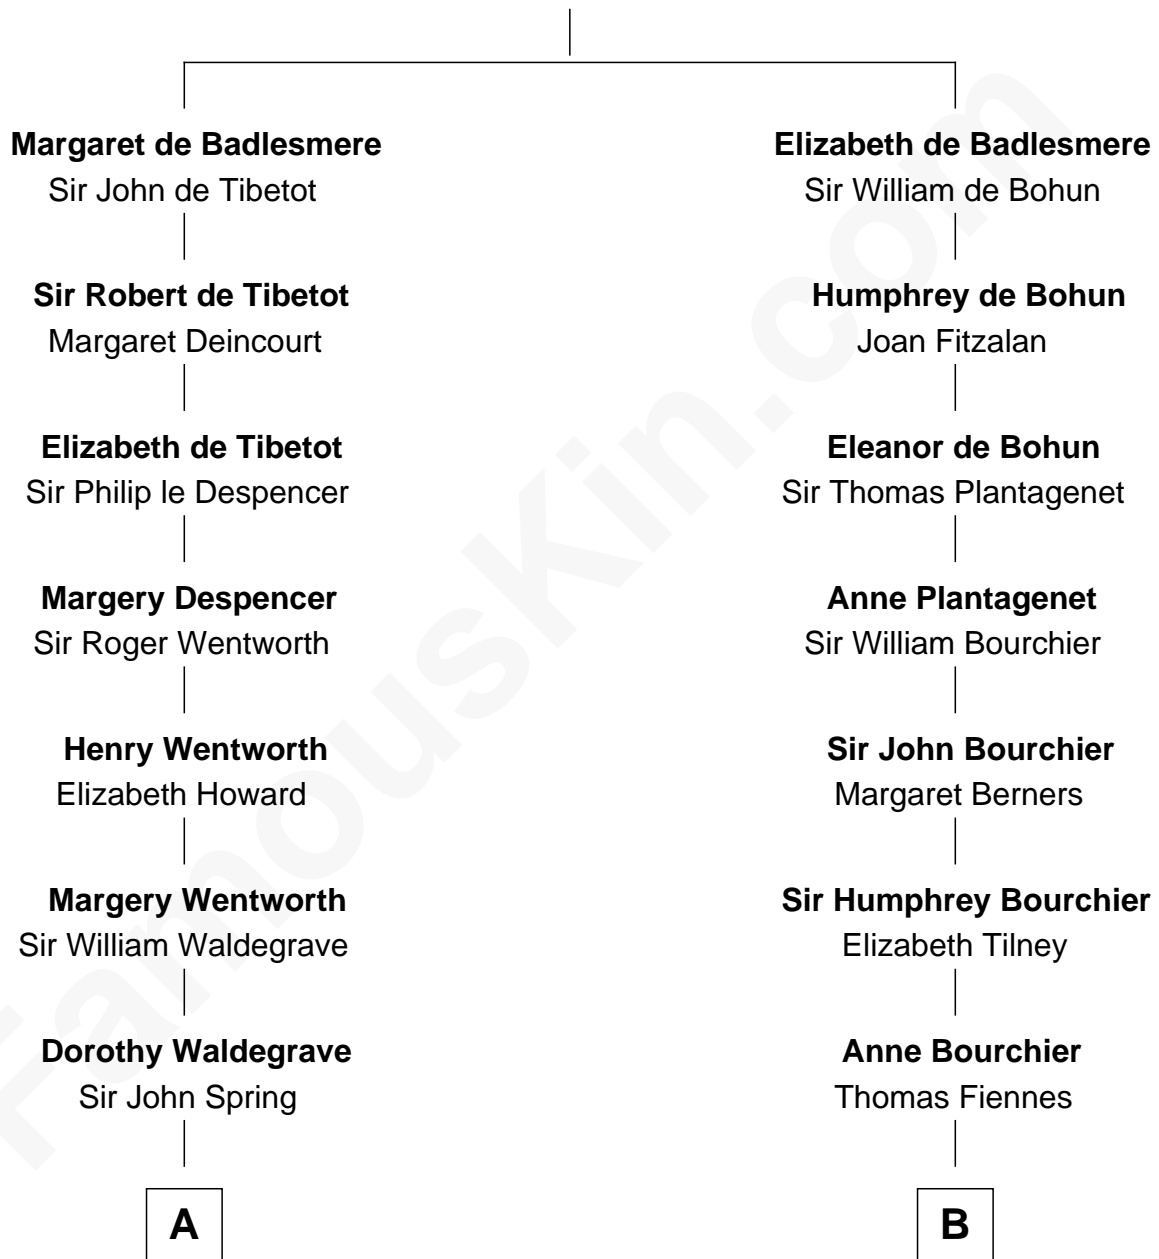 Margaret de Badlesmere
Sir John de Tibetot
Elizabeth de Badlesmere
Sir William de Bohun
Sir Robert de Tibetot
Margaret Deincourt
Humphrey de Bohun
Joan Fitzalan
Elizabeth de Tibetot
Sir Philip le Despencer
Eleanor de Bohun
Sir Thomas Plantagenet
Margery Despencer
Sir Roger Wentworth
Anne Plantagenet
Sir William Bourchier
Henry Wentworth
Elizabeth Howard
Sir John Bourchier
Margaret Berners
Margery Wentworth
Sir William Waldegrave
Sir Humphrey Bourchier
Elizabeth Tilney
Dorothy Waldegrave
Sir John Spring
Anne Bourchier
Thomas Fiennes
A
B
FamousKin.com